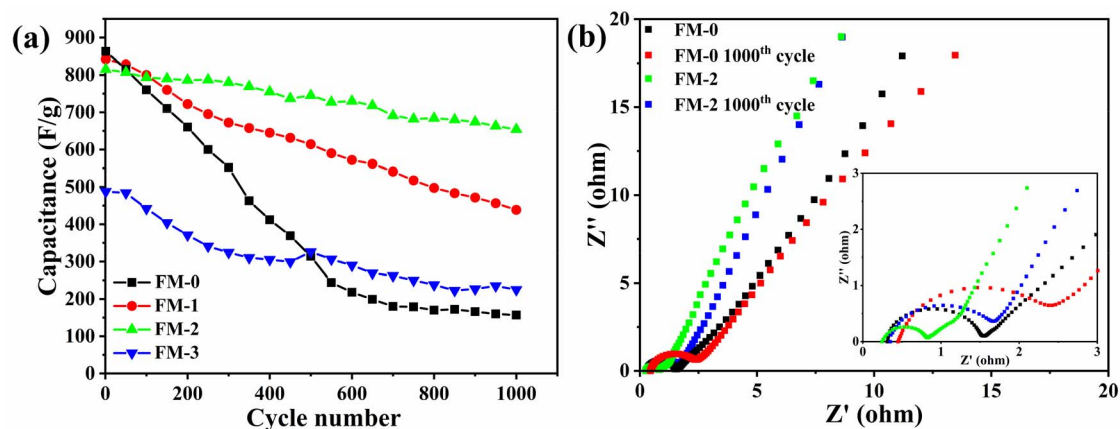 (a)
Capacitance (F/g)
900
800
700
600
500
400
300
200
100
0
FM-0
FM-1
FM-2
FM-3
0 200 400 600 800 1000
Cycle number
(b)
Z'' (ohm)
20
15
10
5
0
FM-0
FM-0 1000th cycle
FM-2
FM-2 1000th cycle
Z'' (ohm)
3
2
1
0
0 1 2 3
Z' (ohm)
0 5 10 15 20
Z' (ohm)